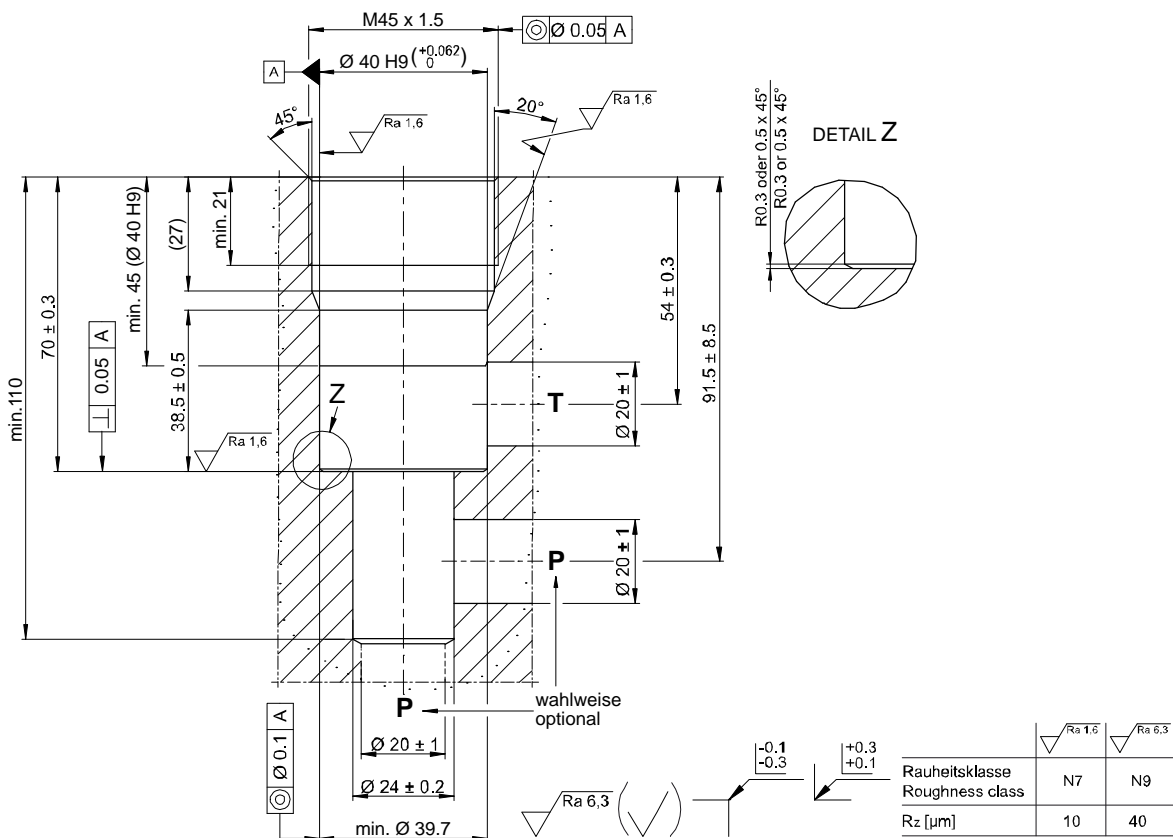 M45 x 1.5
◎ Ø 0.05 A
A
Ø 40 H9 (+0.062 0)
Ra 1,6
45°
20°
Ra 1,6
DETAIL Z
R0.3 oder 0.5 x 45°
R0.3 or 0.5 x 45°
min.110
70 ± 0.3
⊥ 0.05 A
min. 45 (Ø 40 H9)
(27)
38.5 ± 0.5
min. 21
54 ± 0.3
91.5 ± 8.5
Z
T
Ø 20 ± 1
Ra 1,6
P
Ø 20 ± 1
P
wahlweise
optional
Ø 20 ± 1
Ø 24 ± 0.2
min. Ø 39.7
◎ Ø 0.1 A
Ra 6,3
-0.1
-0.3
+0.3
+0.1
Ra 1,6 Ra 6,3
Rauheitsklasse
Roughness class N7 N9
Rz [µm] 10 40